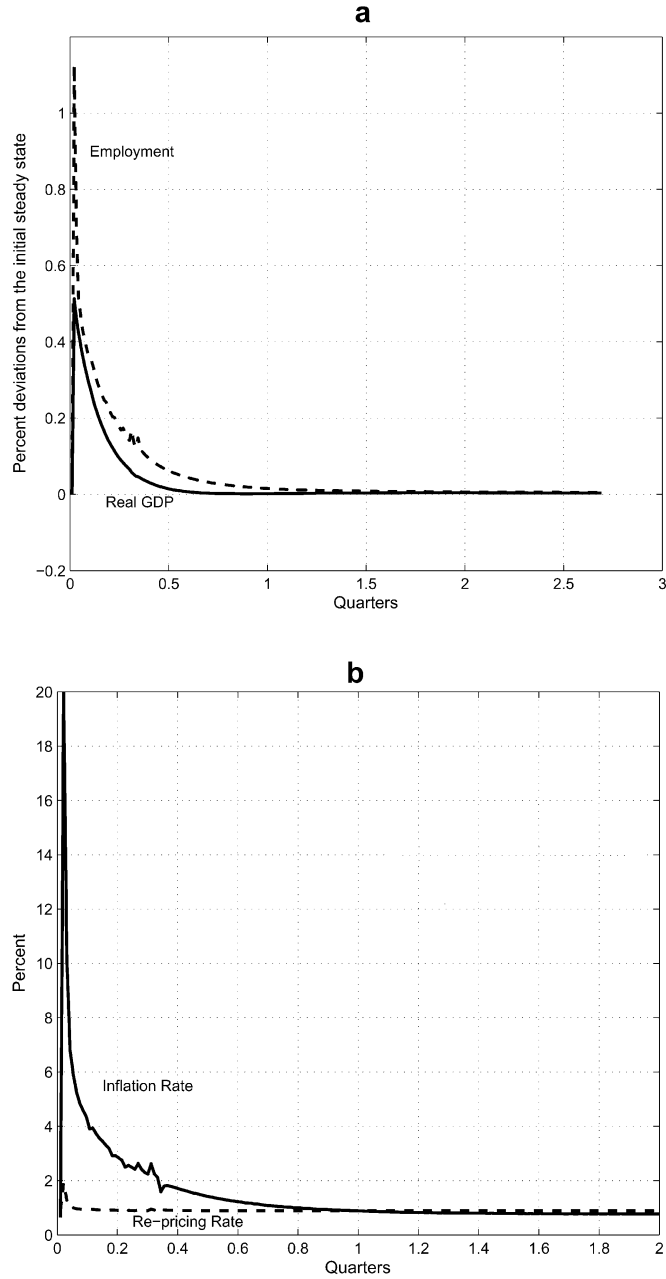 a
Percent deviations from the initial steady state
1
0.8
0.6
0.4
0.2
0
−0.2
Employment
Real GDP
0 0.5 1 1.5 2 2.5 3
Quarters
b
Percent
20
18
16
14
12
10
8
6
4
2
0
Inflation Rate
Re−pricing Rate
0 0.2 0.4 0.6 0.8 1 1.2 1.4 1.6 1.8 2
Quarters